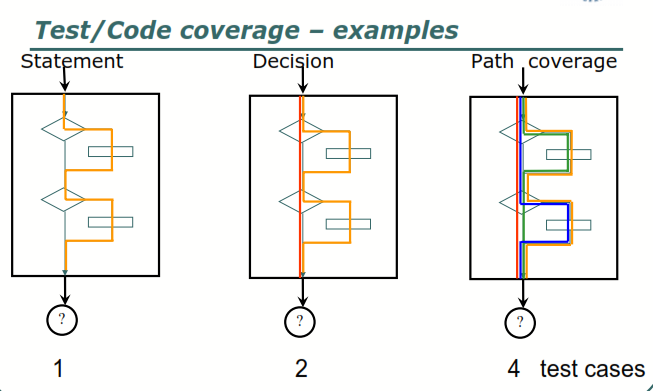 Test/Code coverage – examples
Statement
Decision
Path coverage
?
?
?
1
2
4 test cases